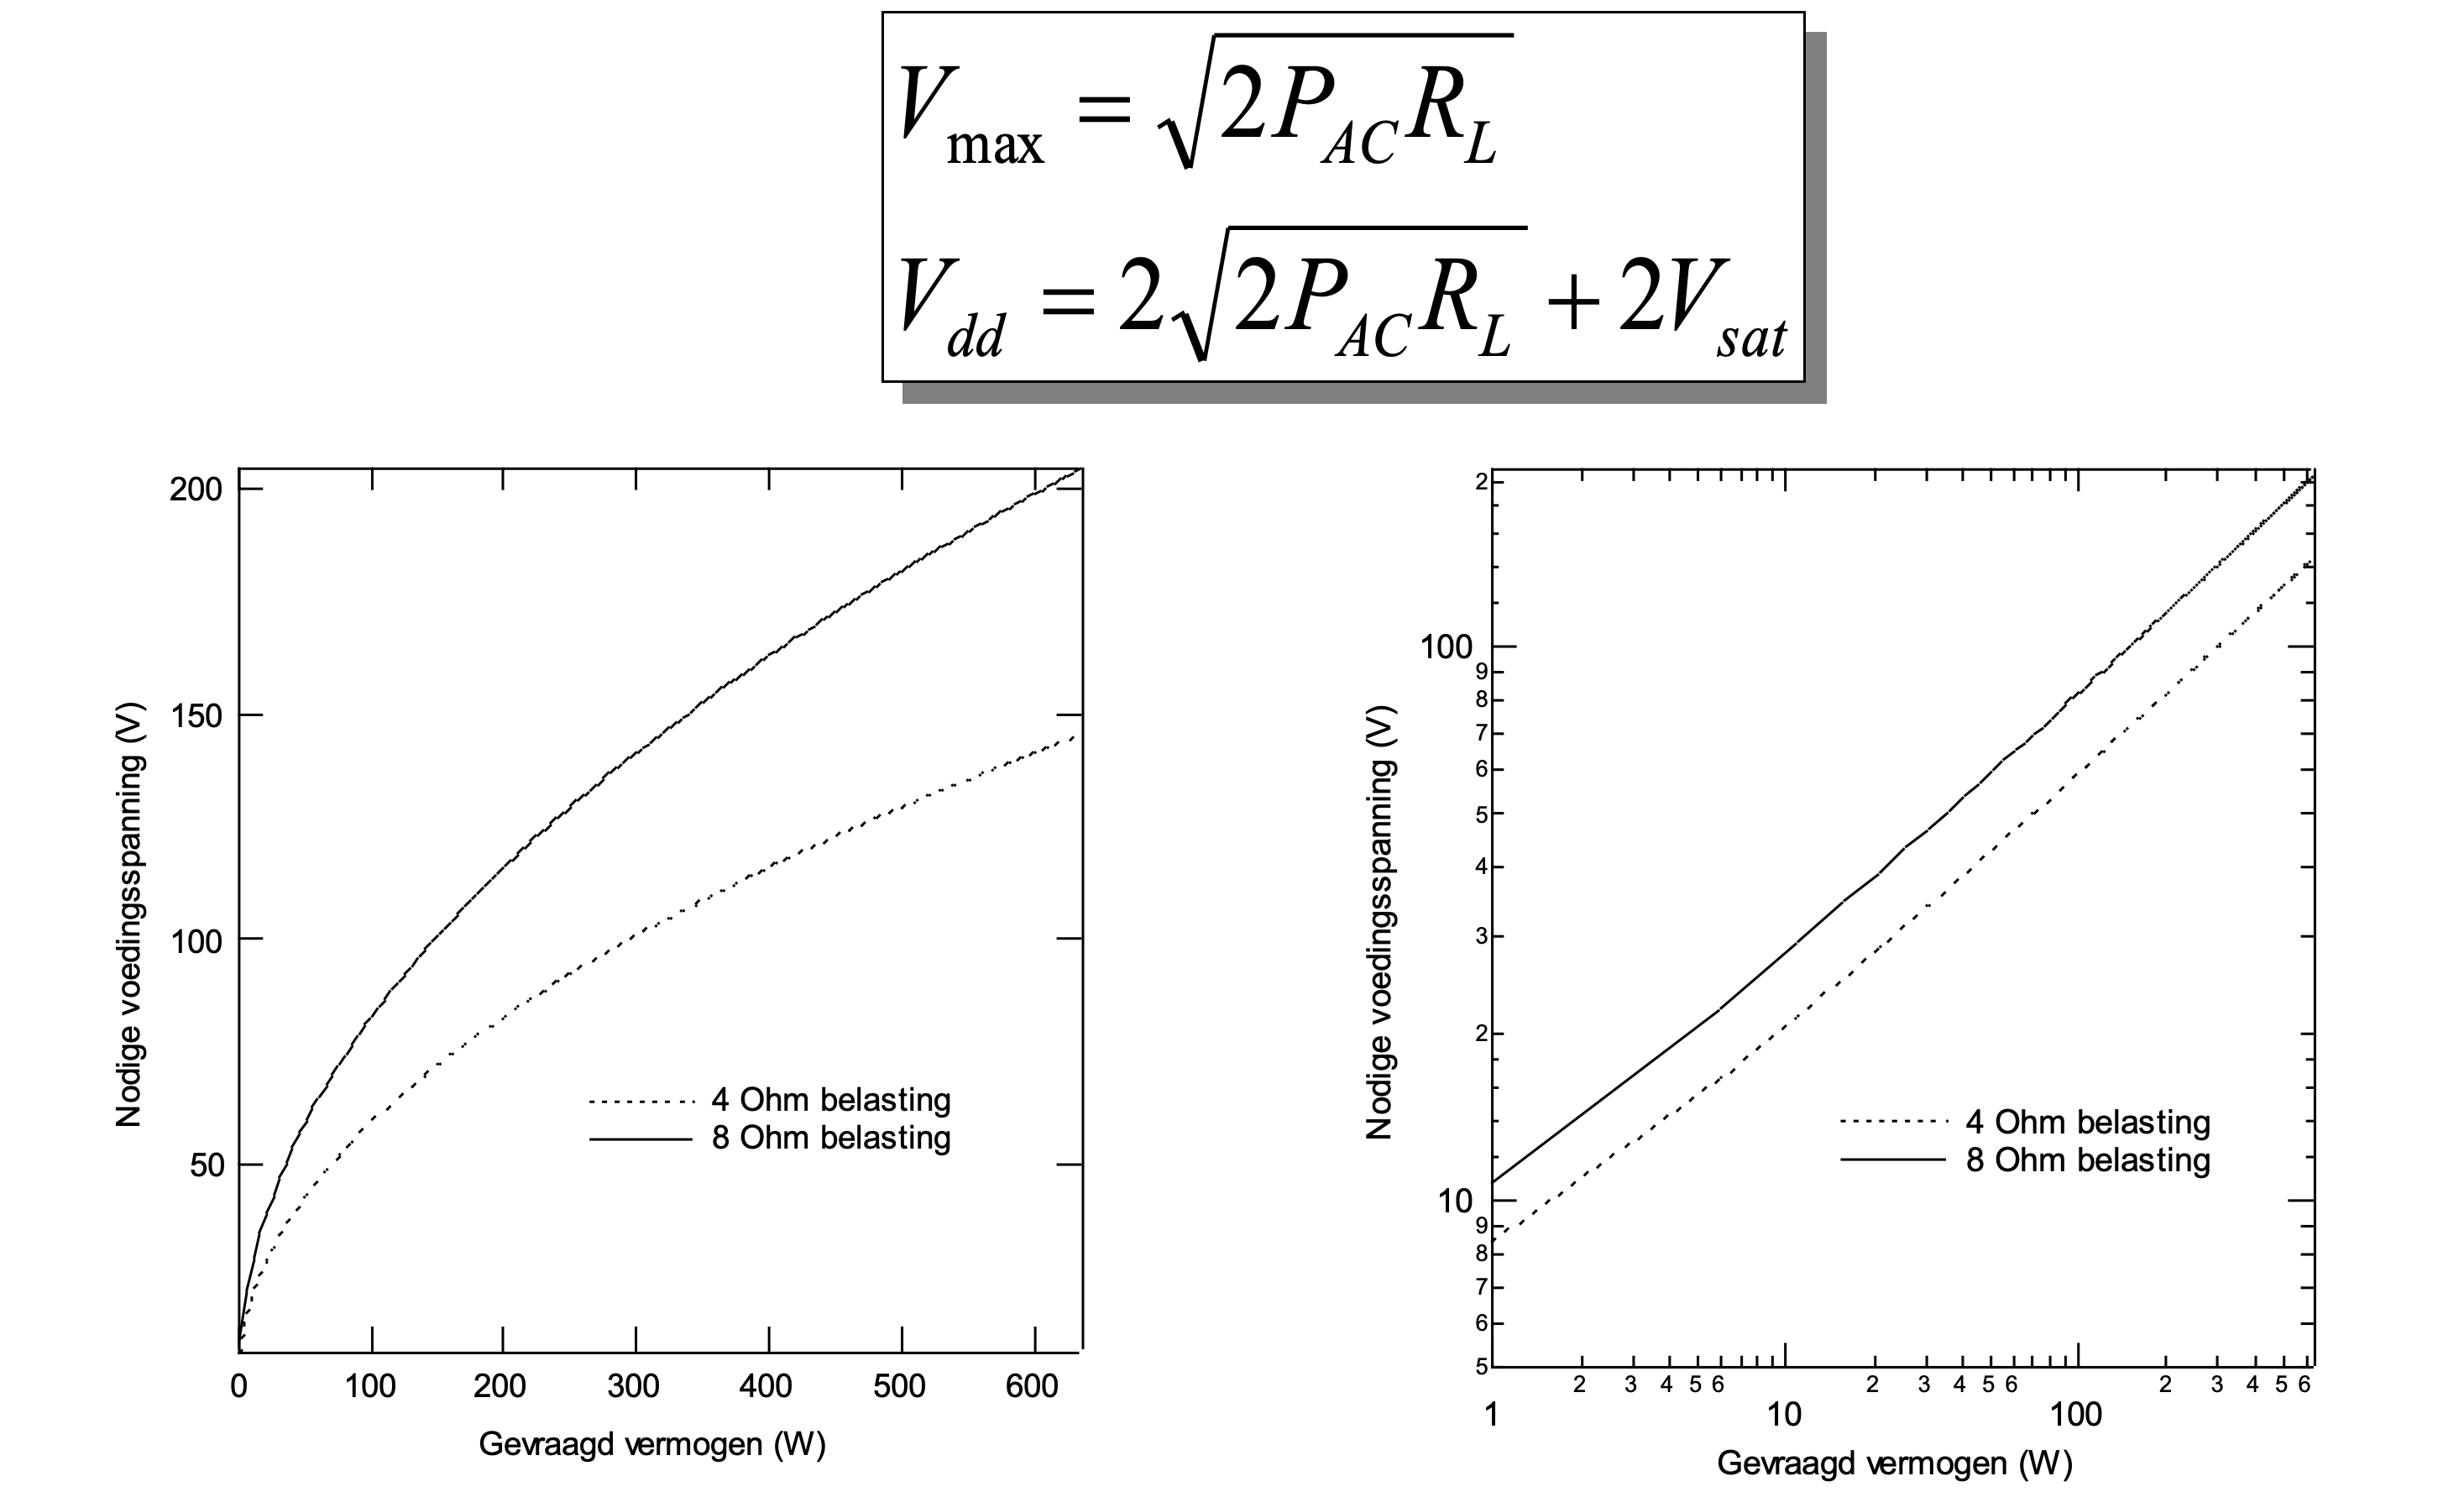 V_max = √(2P_AC R_L)
V_dd = 2√(2P_AC R_L) + 2V_sat
200
150
100
50
Nodige voedingsspanning (V)
4 Ohm belasting
8 Ohm belasting
0 100 200 300 400 500 600
Gevraagd vermogen (W)
2
100
9
8
7
6
5
4
3
2
10
9
8
7
6
5
Nodige voedingsspanning (V)
4 Ohm belasting
8 Ohm belasting
2 3 4 5 6 2 3 4 5 6 2 3 4 5 6
1 10 100
Gevraagd vermogen (W)